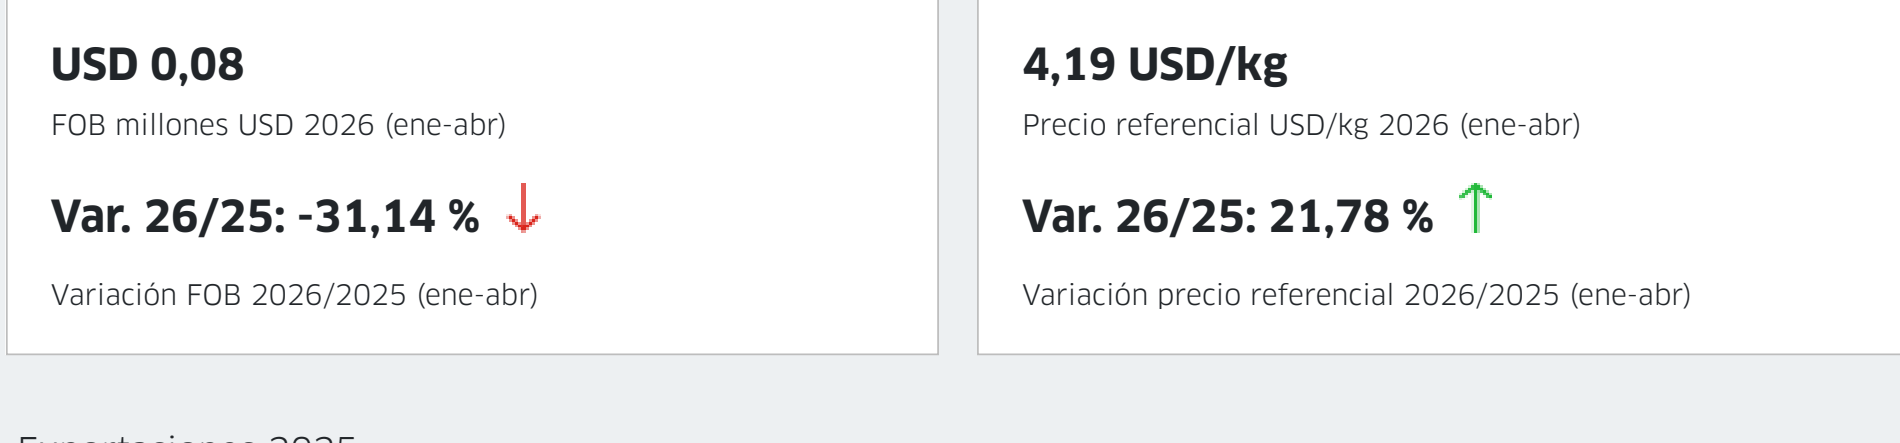 USD 0,08
FOB millones USD 2026 (ene-abr)
Var. 26/25: -31,14 %
Variación FOB 2026/2025 (ene-abr)
4,19 USD/kg
Precio referencial USD/kg 2026 (ene-abr)
Var. 26/25: 21,78 %
Variación precio referencial 2026/2025 (ene-abr)
Exportaciones 2025